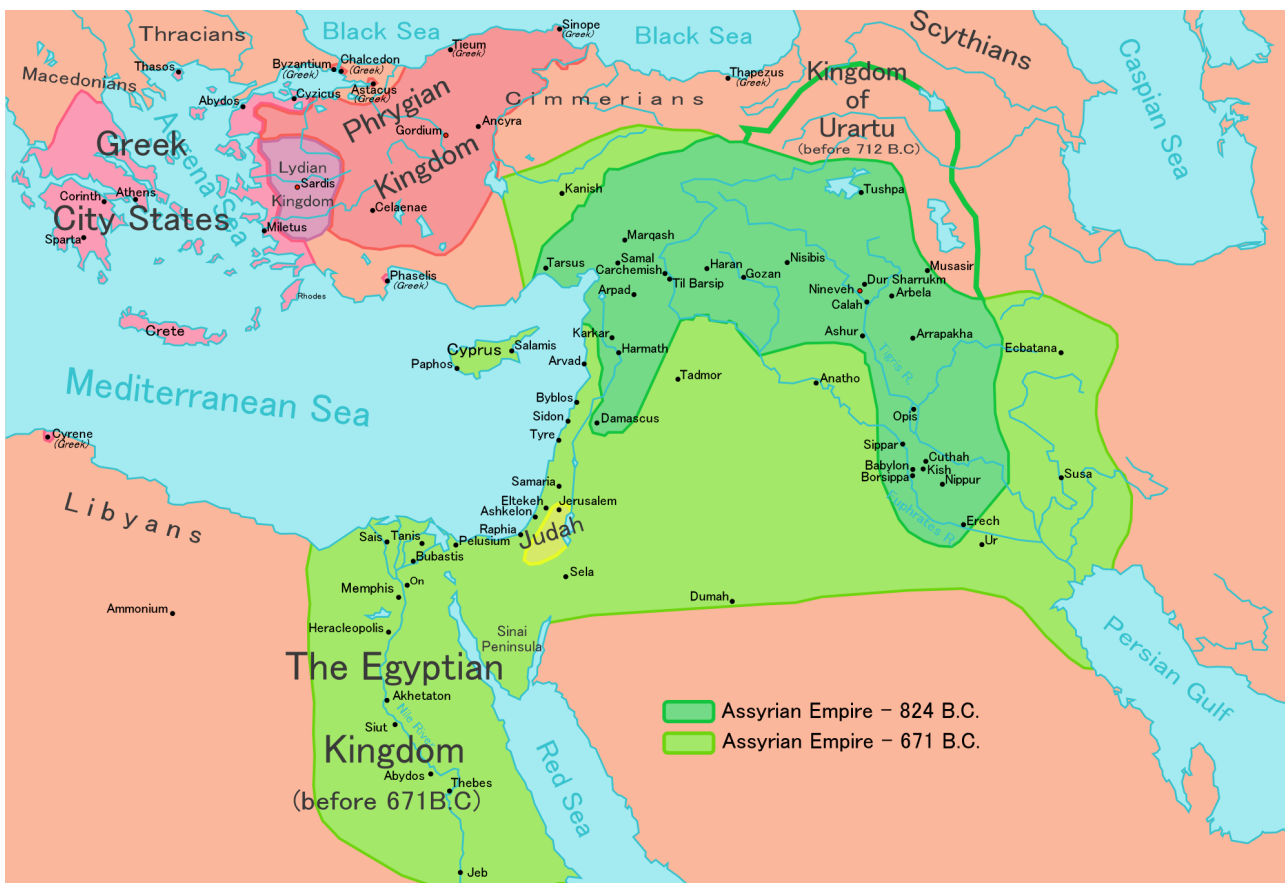 Black Sea
Black Sea
Sinope
(Greek)
Tieum
(Greek)
Thracians
Macedonians
Thasos
Byzantium
(Greek)
Chalcedon
(Greek)
Astacus
(Greek)
Cyzicus
Abydos
Scythians
Caspian Sea
Thapezus
(Greek)
Cimmerians
Kingdom
of
Urartu
(before 712 B.C)
Phrygian
Kingdom
Gordium
Ancyra
Greek
City States
Aegena Sea
Lydian
Kingdom
Sardis
Celaenae
Corinth
Athens
Sparta
Miletus
Kanish
Tushpa
Marqash
Samal
Carchemish
Tarsus
Arpad
Til Barsip
Haran
Gozan
Nisibis
Musasir
Dur Sharrukm
Nineveh
Arbela
Calah
Phaselis
(Greek)
Rhodes
Crete
Cyprus
Salamis
Paphos
Karkar
Harmath
Arvad
Ashur
Arrapakha
Ecbatana
Tigris R.
Tadmor
Anatho
Mediterranean Sea
Byblos
Sidon
Tyre
Damascus
Opis
Sippar
Cuthah
Babylon
Kish
Borsippa
Nippur
Susa
Cyrene
(Greek)
Samaria
Eltekeh
Jerusalem
Ashkelon
Raphia
Judah
Euphrates R.
Erech
Ur
Libyans
Sais
Tanis
Pelusium
Bubastis
On
Memphis
Sela
Dumah
Ammonium
Heracleopolis
Sinai
Peninsula
Persian Gulf
The Egyptian
Kingdom
(before 671B.C)
Akhetaton
Nile River
Siut
Abydos
Thebes
Jeb
Red Sea
Assyrian Empire - 824 B.C.
Assyrian Empire - 671 B.C.